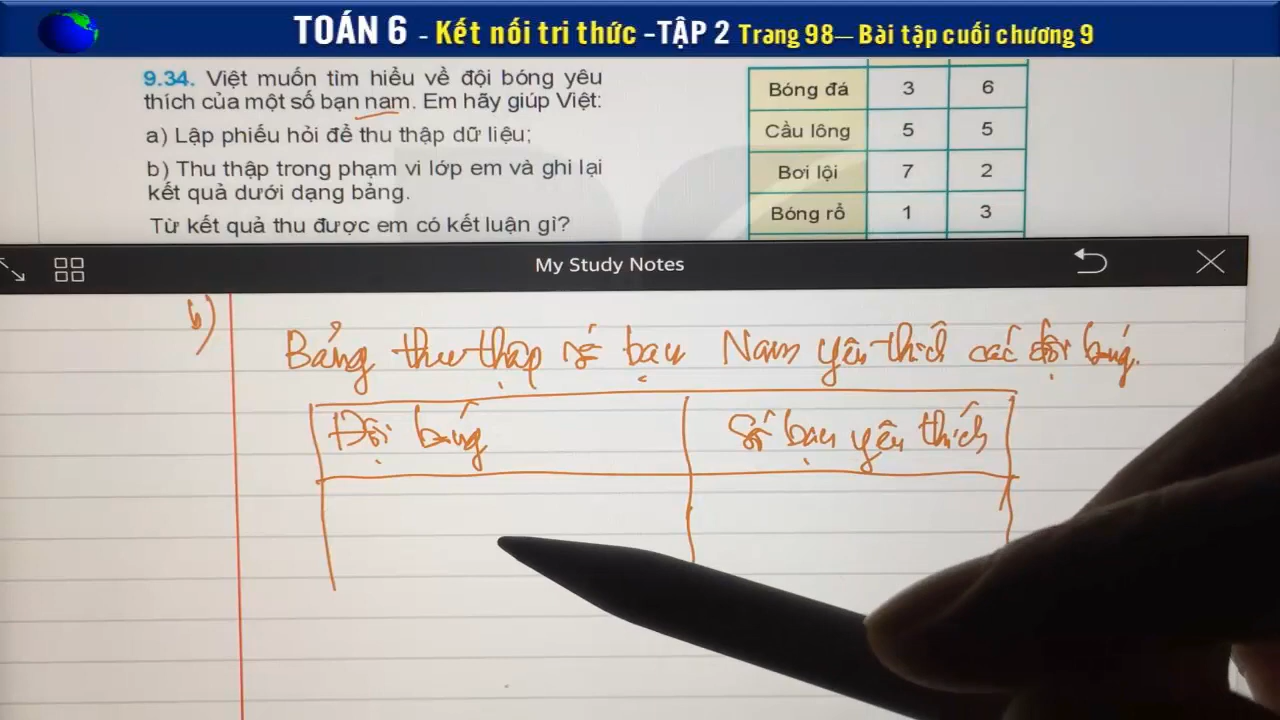 TOÁN 6 - Kết nối tri thức -TẬP 2 Trang 98— Bài tập cuối chương 9
9.34. Việt muốn tìm hiểu về đội bóng yêu
thích của một số bạn nam. Em hãy giúp Việt:
a) Lập phiếu hỏi để thu thập dữ liệu;
b) Thu thập trong phạm vi lớp em và ghi lại
kết quả dưới dạng bảng.
Từ kết quả thu được em có kết luận gì?
Bóng đá 3 6
Cầu lông 5 5
Bơi lội 7 2
Bóng rổ 1 3
My Study Notes
b)
Bảng thu thập số bạn Nam yêu thích các đội bóng.
Đội bóng Số bạn yêu thích